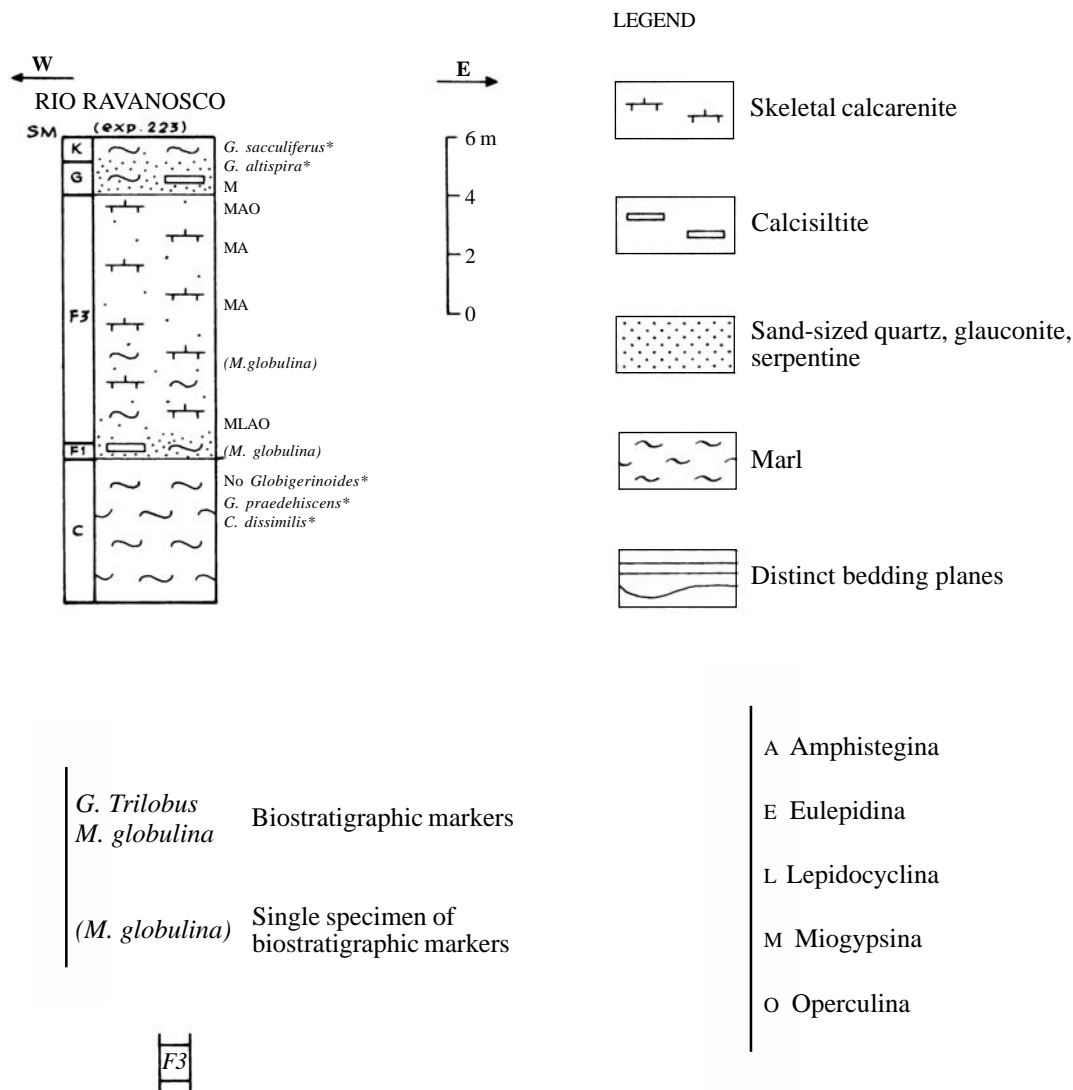 LEGEND
W
E
RIO RAVANOSCO
SM
(exp. 223)
K
G. sacculiferus*
G. altispira*
G
M
MAO
MA
MA
F3
(M.globulina)
MLAO
F1
(M. globulina)
No Globigerinoides*
G. praedehiscens*
C. dissimilis*
C
6 m
4
2
0
Skeletal calcarenite
Calcisiltite
Sand-sized quartz, glauconite,
serpentine
Marl
Distinct bedding planes
G. Trilobus
M. globulina
Biostratigraphic markers
(M. globulina)
Single specimen of
biostratigraphic markers
F3
A Amphistegina
E Eulepidina
L Lepidocyclina
M Miogypsina
O Operculina